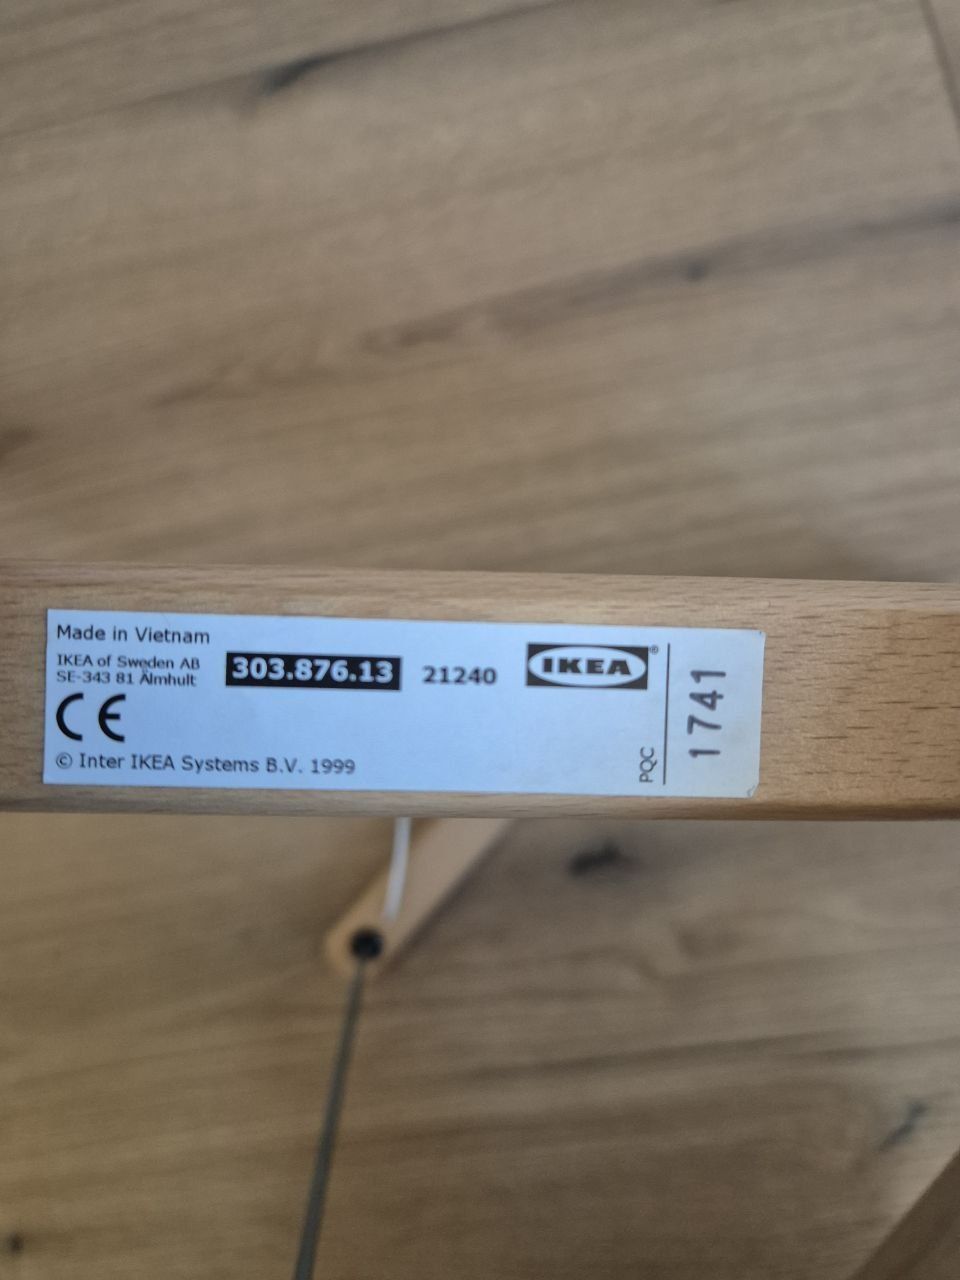 Made in Vietnam
IKEA of Sweden AB
SE-343 81 Älmhult
303.876.13
21240
IKEA®
CE
© Inter IKEA Systems B.V. 1999
PQC
1741